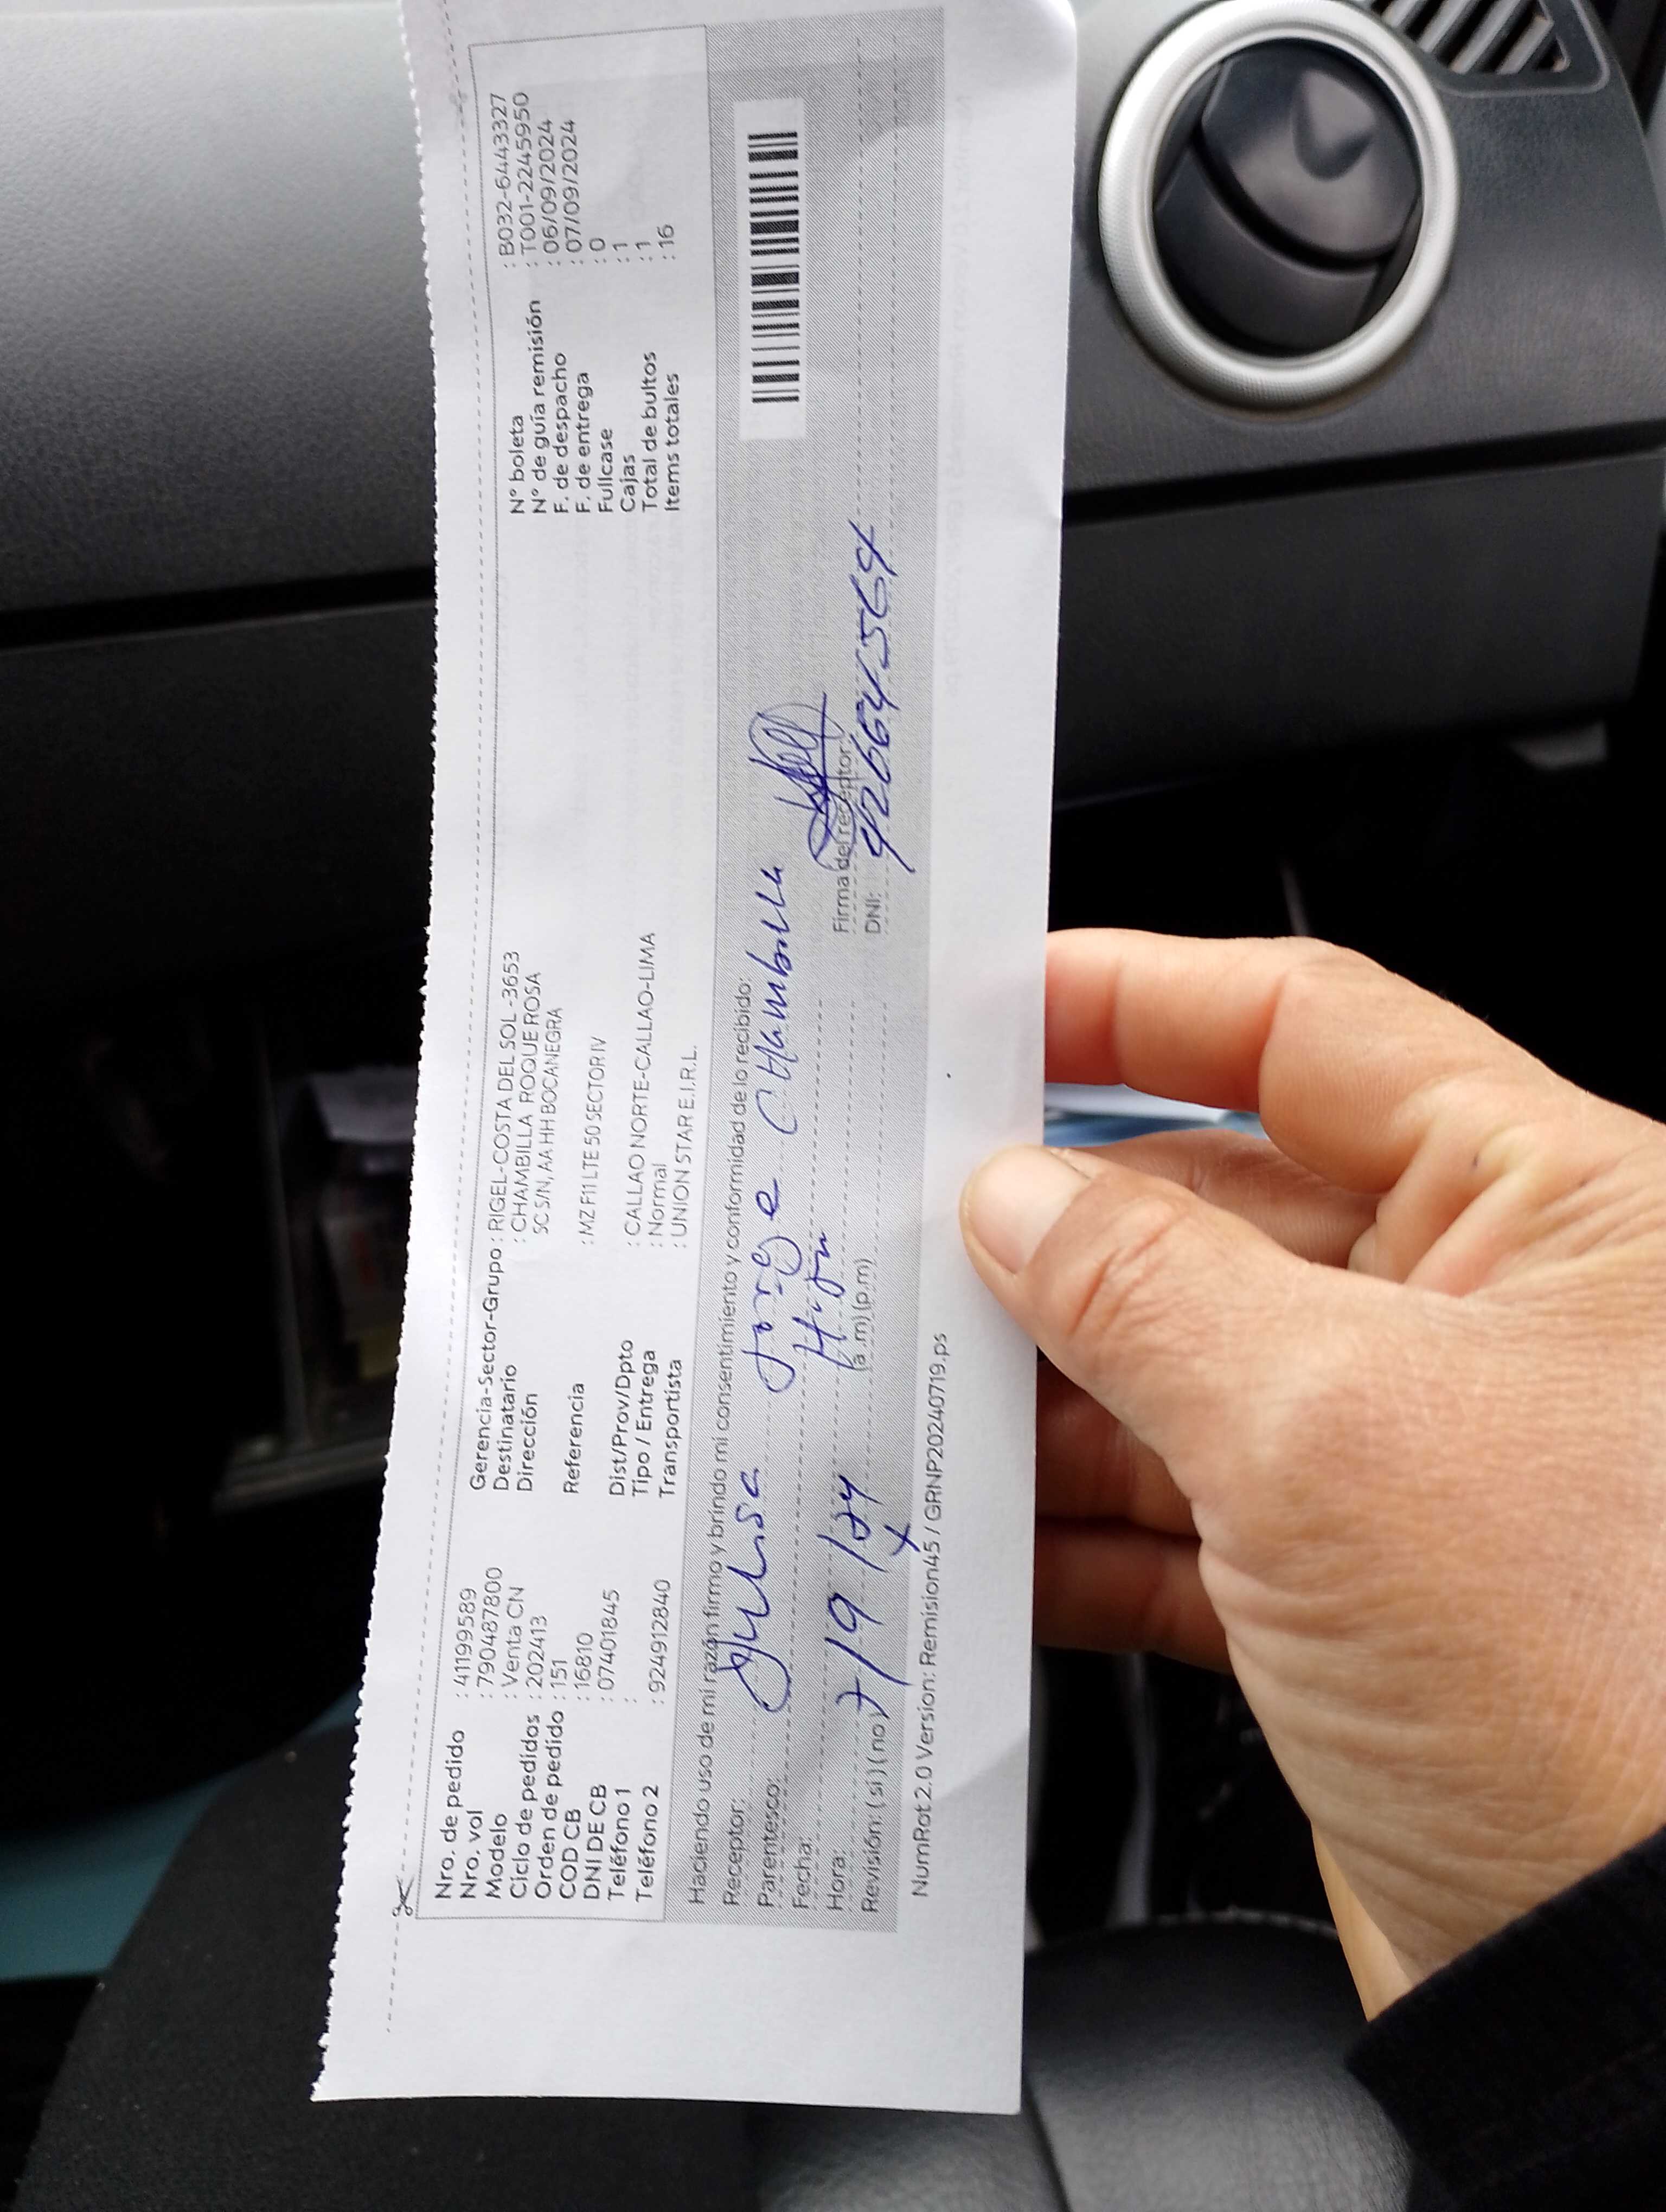 Nro. de pedido : 41199589
Nro. vol : 790487800
Modelo : Venta CN
Ciclo de pedidos : 202413
Orden de pedido : 151
COD CB : 16810
DNI DE CB : 07401845
Teléfono 1 :
Teléfono 2 : 924912840
Gerencia-Sector-Grupo : RIGEL-COSTA DEL SOL -3653
Destinatario : CHAMBILLA ROQUE ROSA
Dirección SC S/N, AA HH BOCANEGRA
Referencia : MZ F11 LTE 50 SECTOR IV
Dist/Prov/Dpto : CALLAO NORTE-CALLAO-LIMA
Tipo / Entrega : Normal
Transportista : UNION STAR E.I.R.L.
N° boleta : B032-6443327
N° de guía remisión : T001-2245950
F. de despacho : 06/09/2024
F. de entrega : 07/09/2024
Fullcase : 0
Cajas : 1
Total de bultos : 1
Items totales : 16
Haciendo uso de mi razón firmo y brindo mi consentimiento y conformidad de lo recibido:
Receptor: Jorge Chambilla
Parentesco:
Fecha: 7/9/24
Hora: (a.m) (p.m)
Revisión: (si) (no)
Firma del receptor:
DNI: 42664564
NumRot 2.0 Version: Remision45 / GRNP20240719.ps